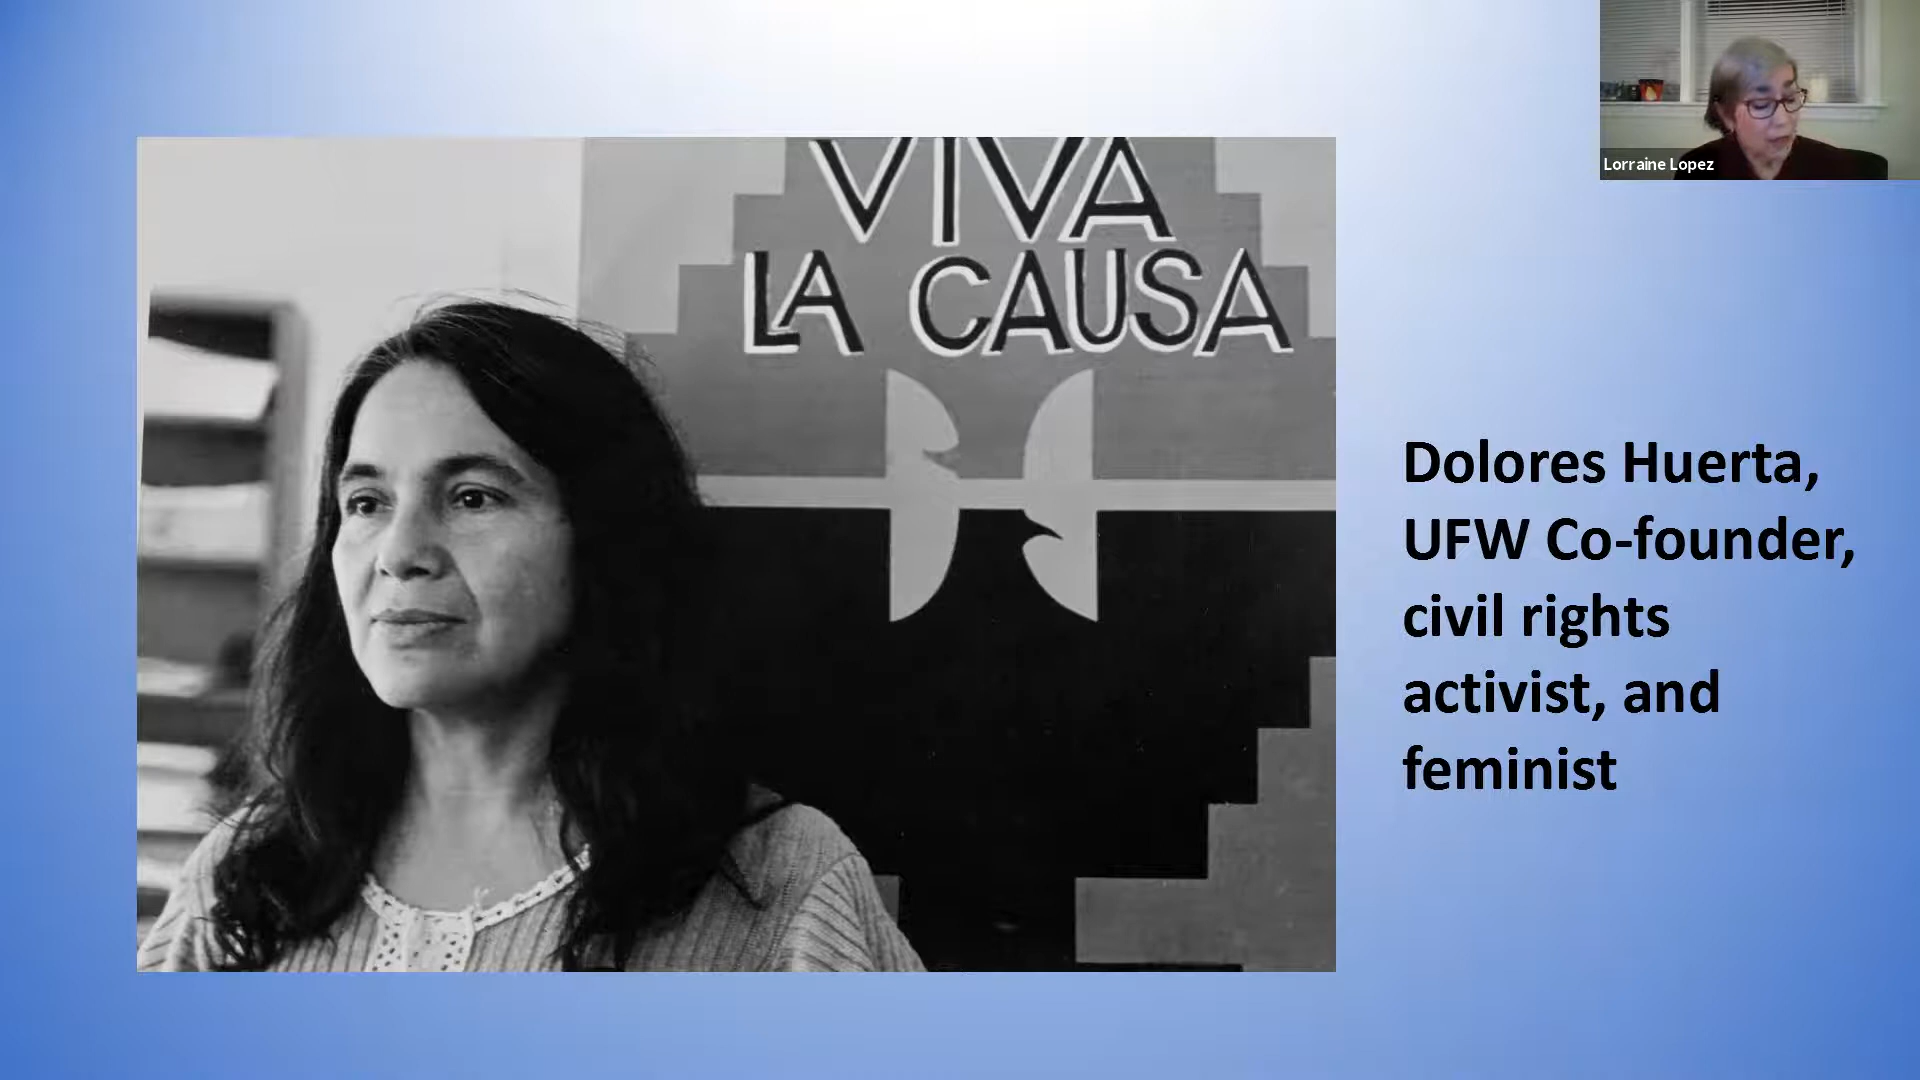 VIVA
LA CAUSA
Lorraine Lopez
Dolores Huerta,
UFW Co-founder,
civil rights
activist, and
feminist